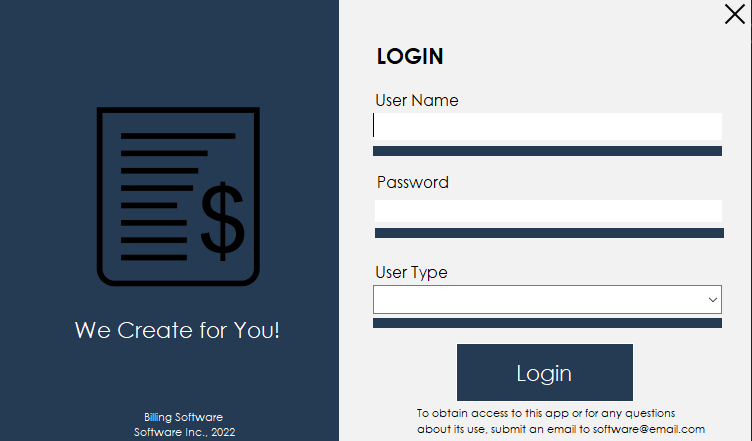 $
We Create for You!
Billing Software
Software Inc., 2022
LOGIN
User Name
Password
User Type
Login
To obtain access to this app or for any questions
about its use, submit an email to software@email.com